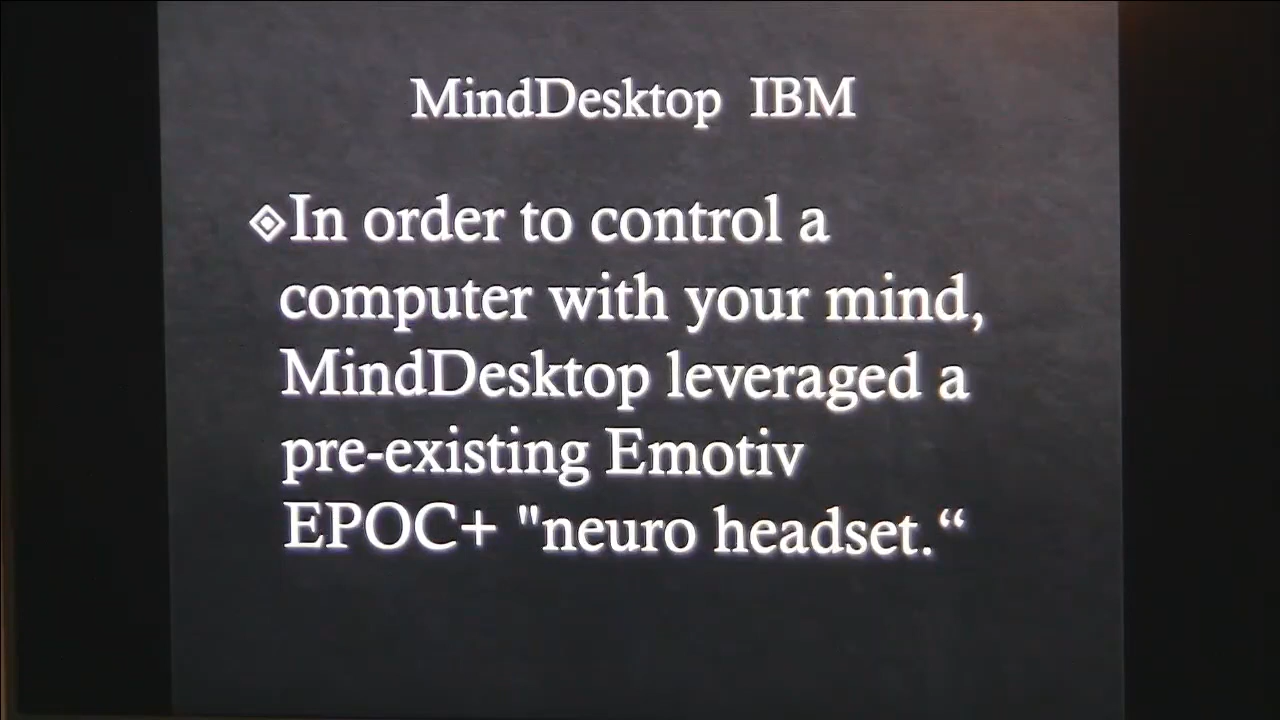 MindDesktop IBM
In order to control a
computer with your mind,
MindDesktop leveraged a
pre-existing Emotiv
EPOC+ "neuro headset.“